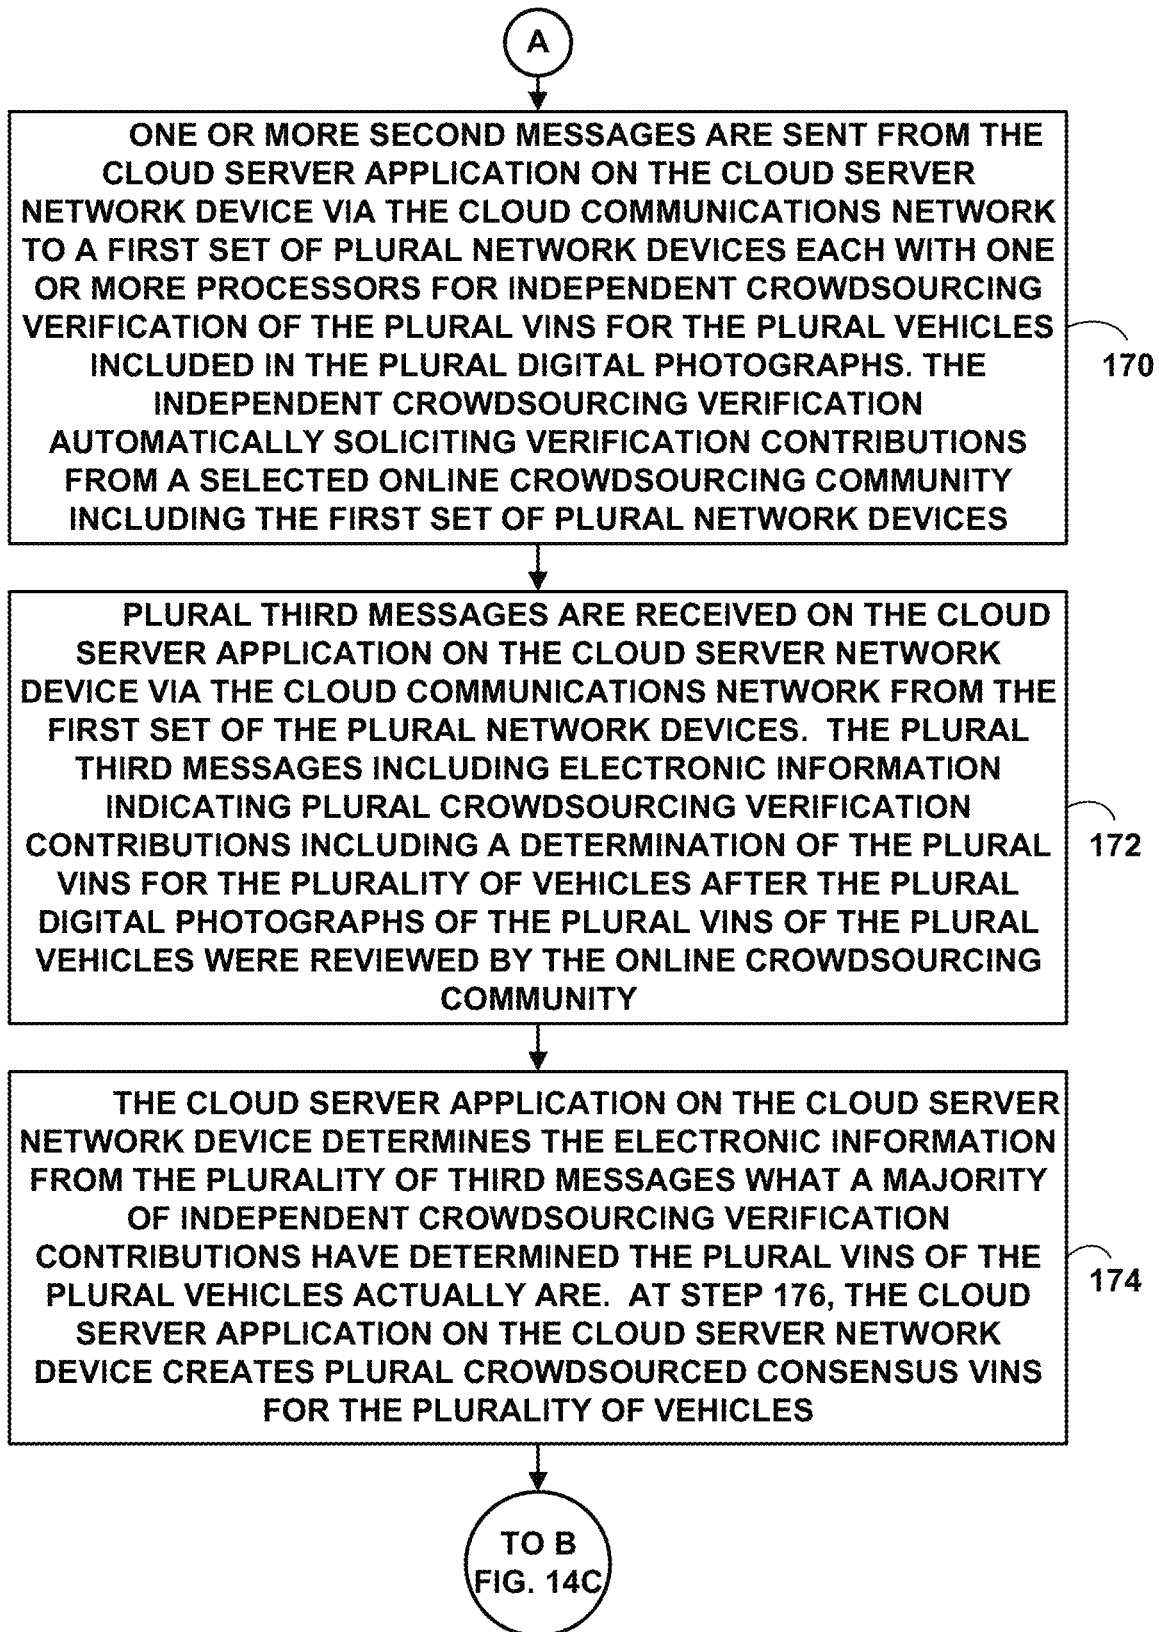 A
ONE OR MORE SECOND MESSAGES ARE SENT FROM THE
CLOUD SERVER APPLICATION ON THE CLOUD SERVER
NETWORK DEVICE VIA THE CLOUD COMMUNICATIONS NETWORK
TO A FIRST SET OF PLURAL NETWORK DEVICES EACH WITH ONE
OR MORE PROCESSORS FOR INDEPENDENT CROWDSOURCING
VERIFICATION OF THE PLURAL VINS FOR THE PLURAL VEHICLES
INCLUDED IN THE PLURAL DIGITAL PHOTOGRAPHS. THE
INDEPENDENT CROWDSOURCING VERIFICATION
AUTOMATICALLY SOLICITING VERIFICATION CONTRIBUTIONS
FROM A SELECTED ONLINE CROWDSOURCING COMMUNITY
INCLUDING THE FIRST SET OF PLURAL NETWORK DEVICES
170
PLURAL THIRD MESSAGES ARE RECEIVED ON THE CLOUD
SERVER APPLICATION ON THE CLOUD SERVER NETWORK
DEVICE VIA THE CLOUD COMMUNICATIONS NETWORK FROM THE
FIRST SET OF THE PLURAL NETWORK DEVICES. THE PLURAL
THIRD MESSAGES INCLUDING ELECTRONIC INFORMATION
INDICATING PLURAL CROWDSOURCING VERIFICATION
CONTRIBUTIONS INCLUDING A DETERMINATION OF THE PLURAL
VINS FOR THE PLURALITY OF VEHICLES AFTER THE PLURAL
DIGITAL PHOTOGRAPHS OF THE PLURAL VINS OF THE PLURAL
VEHICLES WERE REVIEWED BY THE ONLINE CROWDSOURCING
COMMUNITY
172
THE CLOUD SERVER APPLICATION ON THE CLOUD SERVER
NETWORK DEVICE DETERMINES THE ELECTRONIC INFORMATION
FROM THE PLURALITY OF THIRD MESSAGES WHAT A MAJORITY
OF INDEPENDENT CROWDSOURCING VERIFICATION
CONTRIBUTIONS HAVE DETERMINED THE PLURAL VINS OF THE
PLURAL VEHICLES ACTUALLY ARE. AT STEP 176, THE CLOUD
SERVER APPLICATION ON THE CLOUD SERVER NETWORK
DEVICE CREATES PLURAL CROWDSOURCED CONSENSUS VINS
FOR THE PLURALITY OF VEHICLES
174
TO B
FIG. 14C